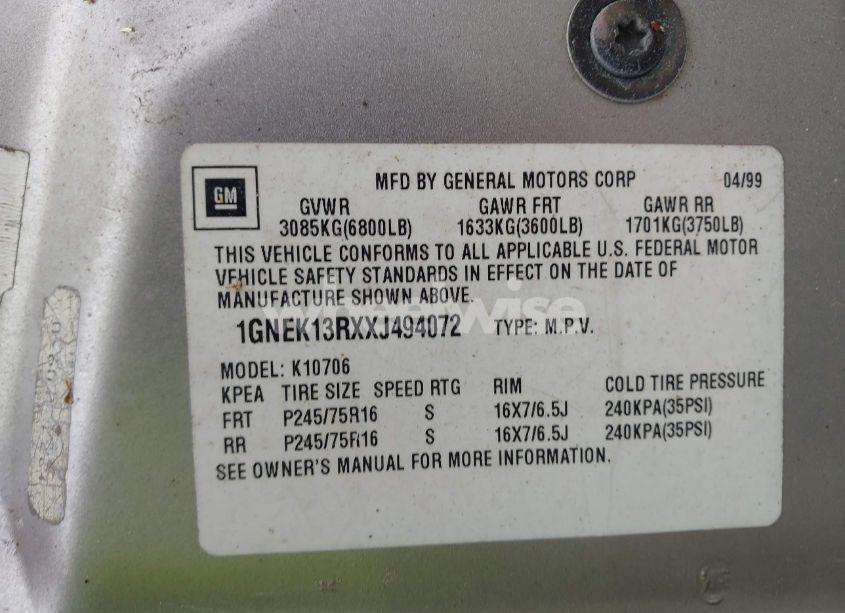 GM
MFD BY GENERAL MOTORS CORP 04/99
GVWR GAWR FRT GAWR RR
3085KG(6800LB) 1633KG(3600LB) 1701KG(3750LB)
THIS VEHICLE CONFORMS TO ALL APPLICABLE U.S. FEDERAL MOTOR
VEHICLE SAFETY STANDARDS IN EFFECT ON THE DATE OF
MANUFACTURE SHOWN ABOVE.
1GNEK13RXXJ494072 TYPE: M.P.V.
MODEL: K10706
KPEA TIRE SIZE SPEED RTG RIM COLD TIRE PRESSURE
FRT P245/75R16 S 16X7/6.5J 240KPA(35PSI)
RR P245/75R16 S 16X7/6.5J 240KPA(35PSI)
SEE OWNER'S MANUAL FOR MORE INFORMATION.